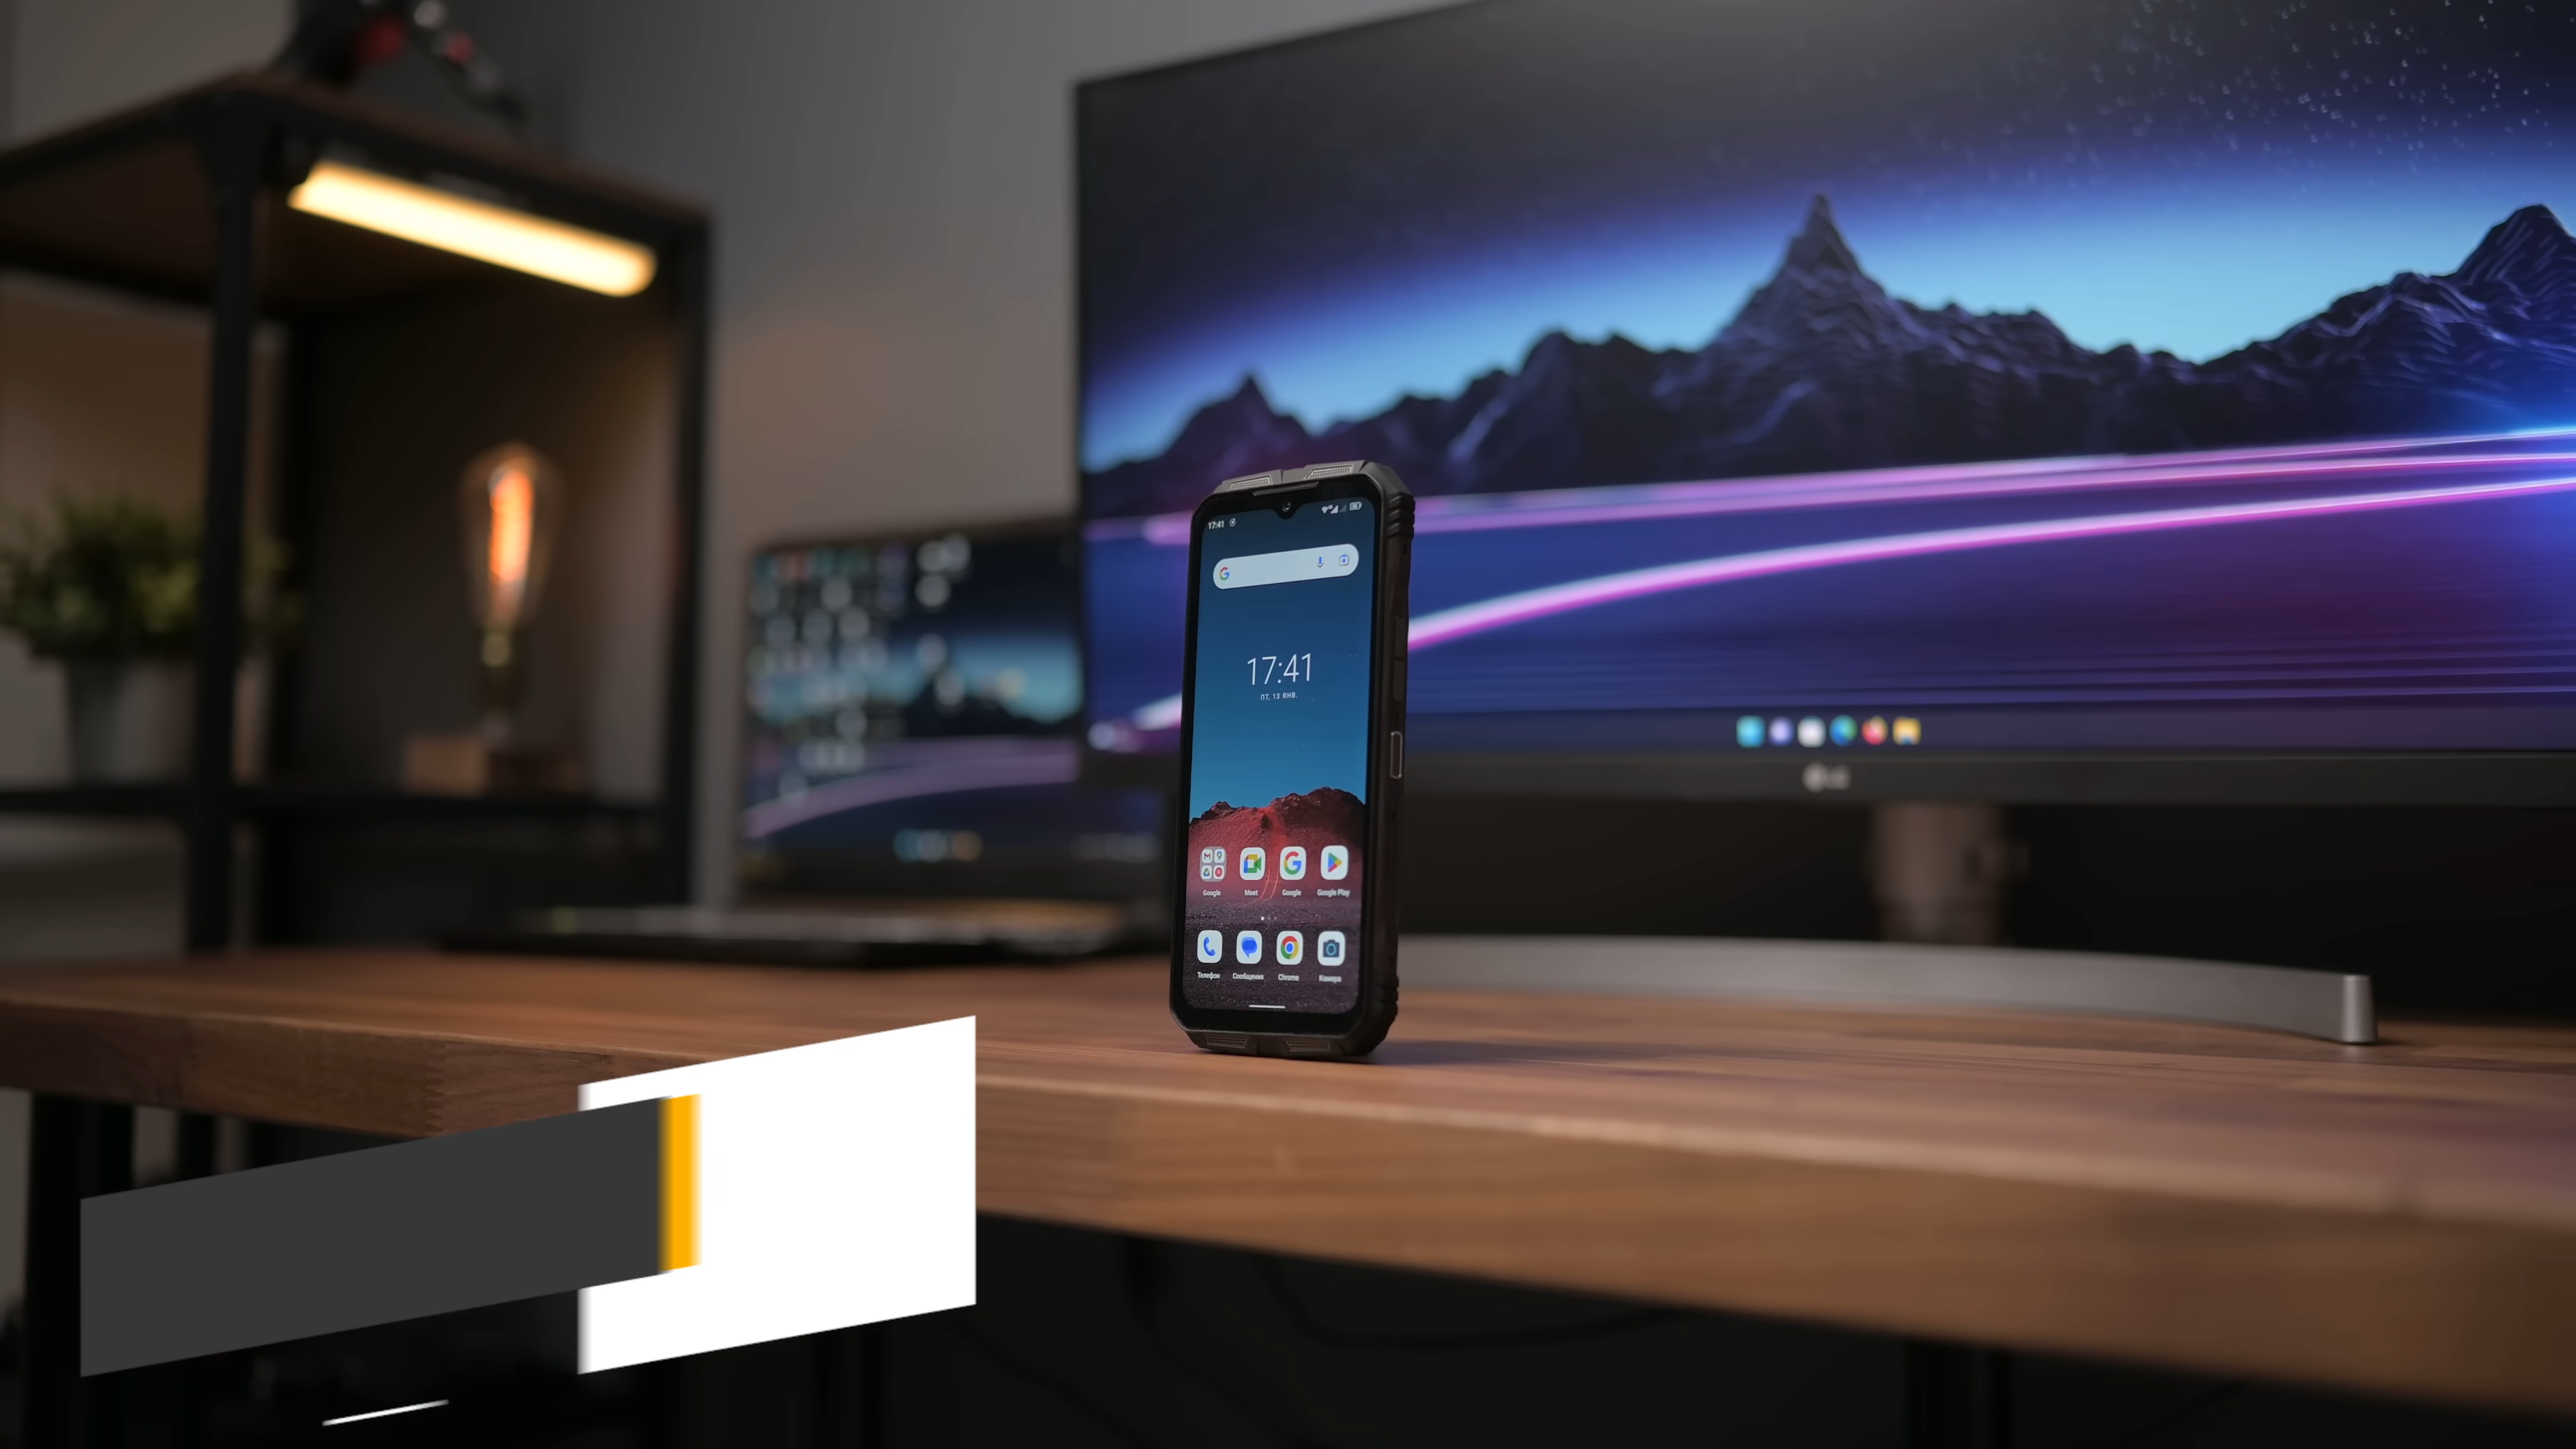 17:41
17:41
ПТ, 13 ЯНВ.
Google Meet Google Google Play
Телефон Сообщения Chrome Камера
LG